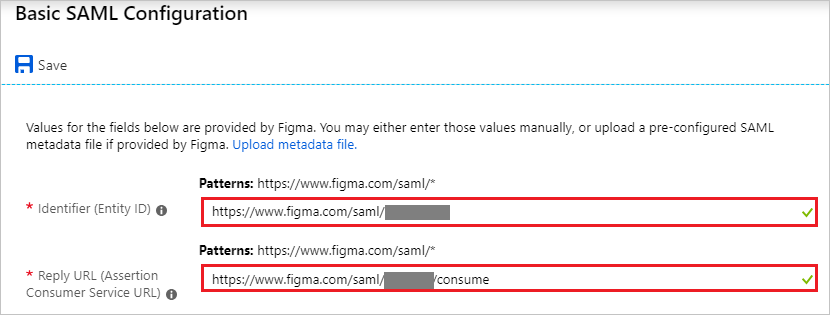 Basic SAML Configuration
Save
Values for the fields below are provided by Figma. You may either enter those values manually, or upload a pre-configured SAML
metadata file if provided by Figma. Upload metadata file.
Patterns: https://www.figma.com/saml/*
* Identifier (Entity ID)
https://www.figma.com/saml/
Patterns: https://www.figma.com/saml/*
* Reply URL (Assertion
Consumer Service URL)
https://www.figma.com/saml/ /consume